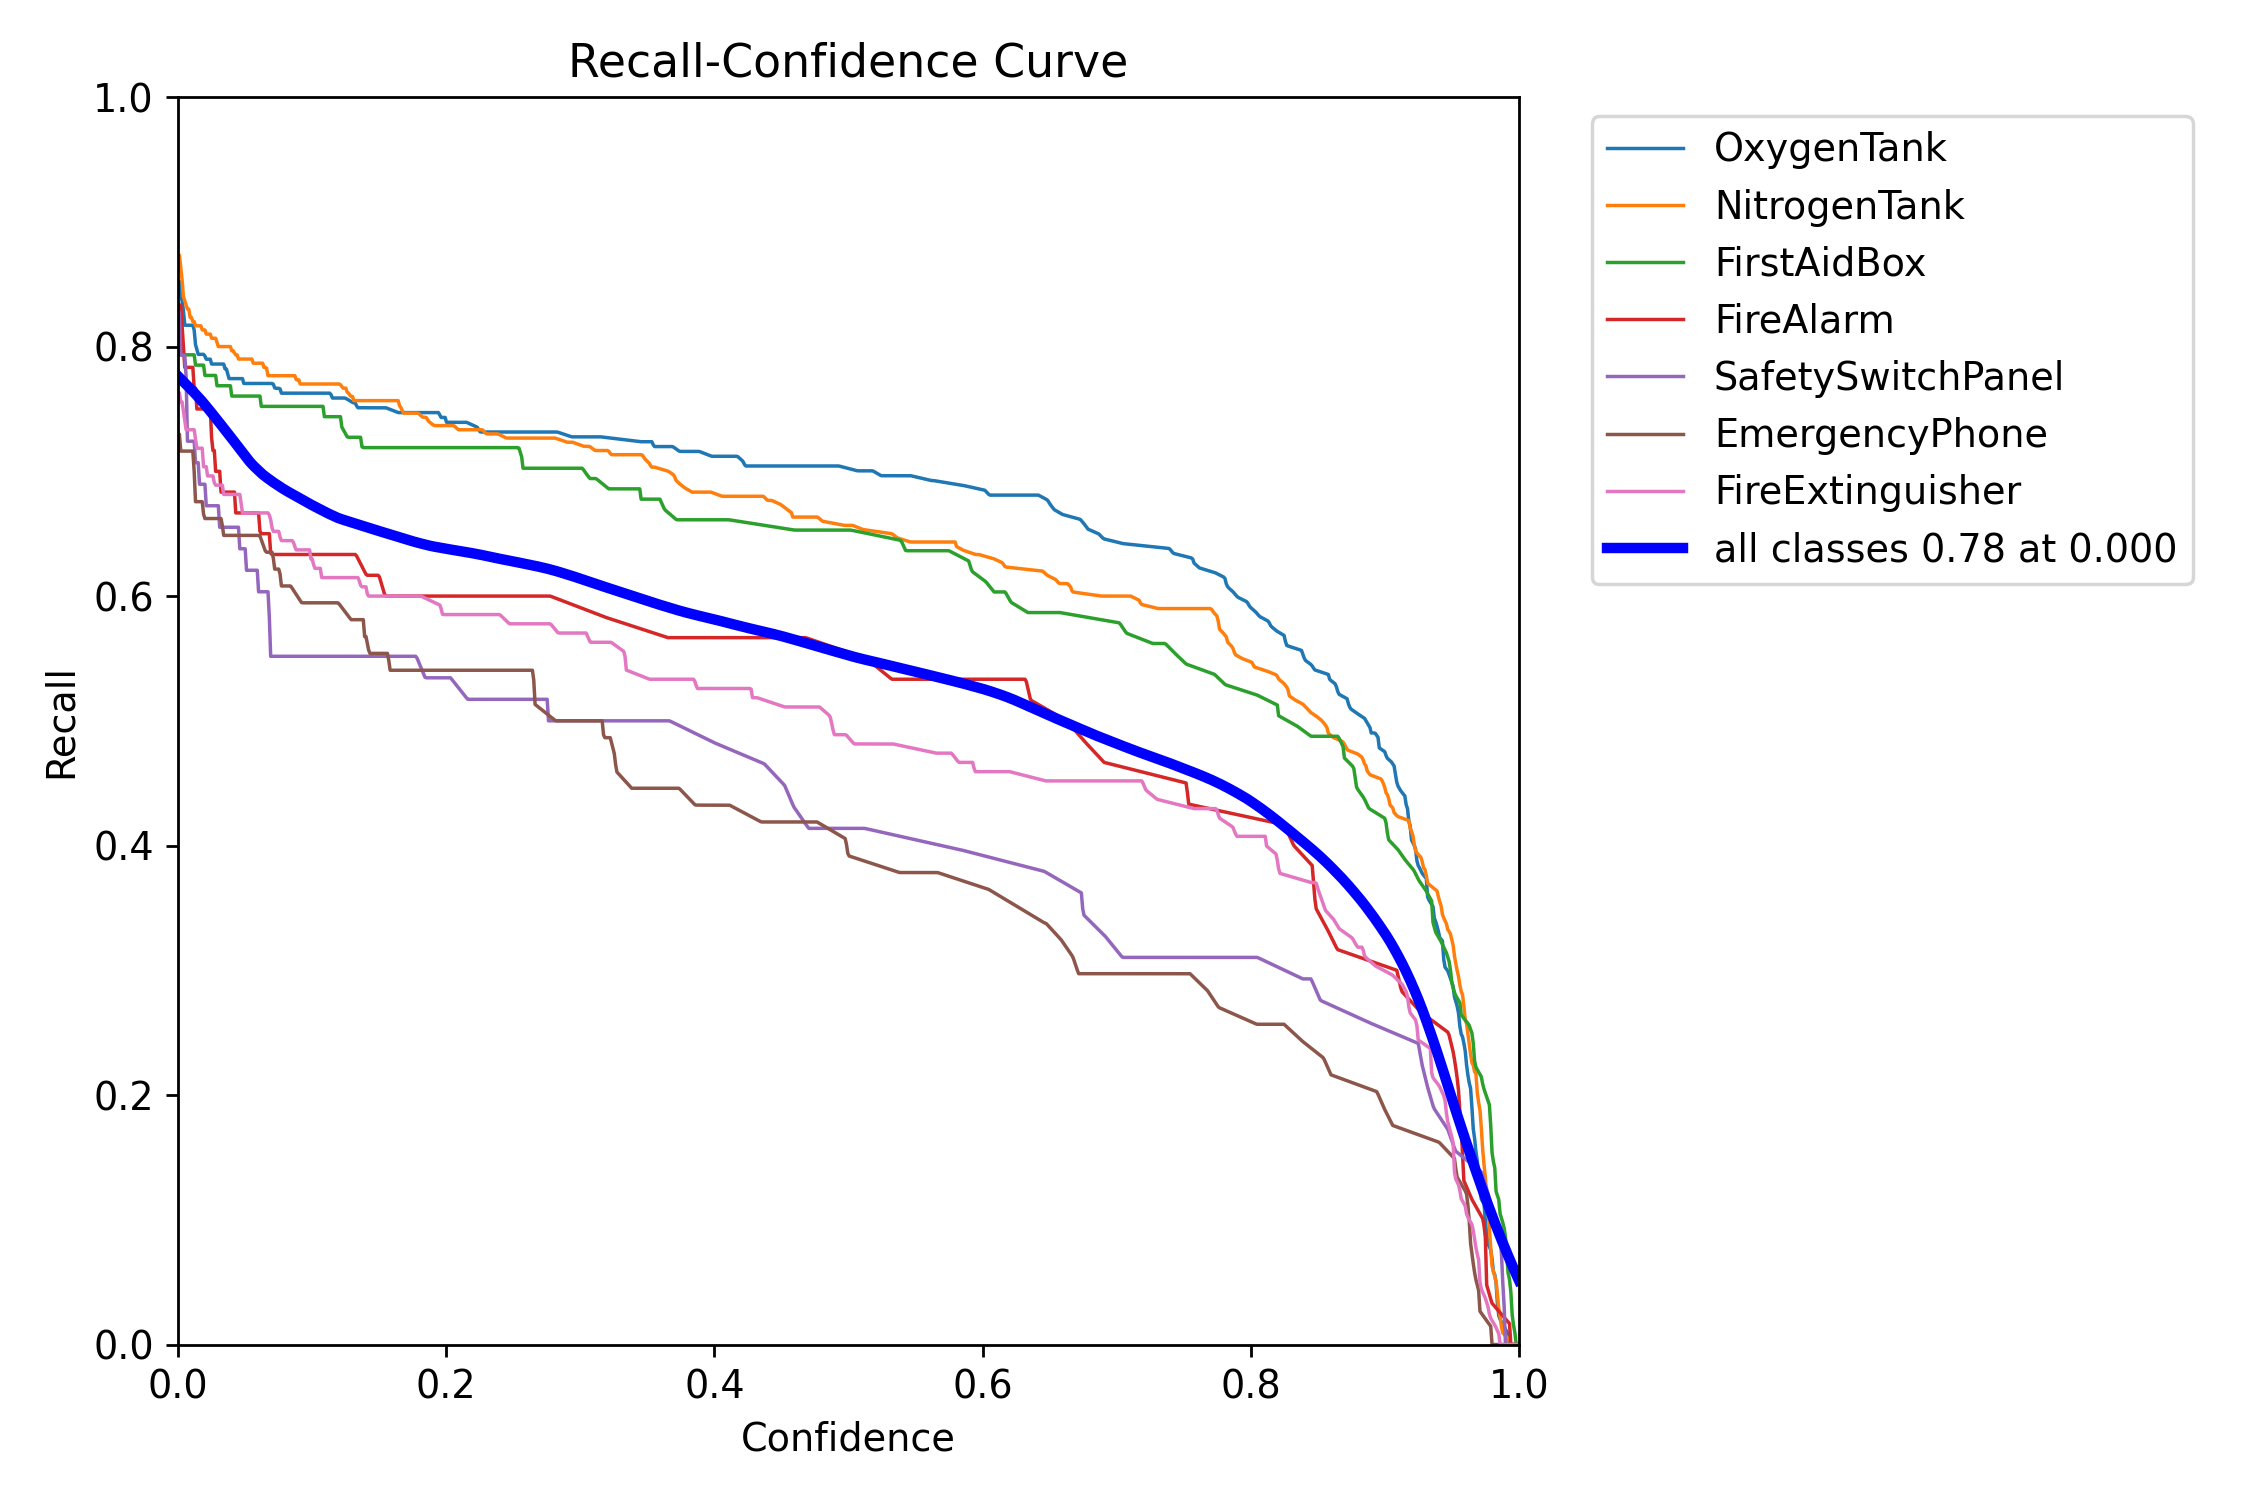 Recall-Confidence Curve
1.0
0.8
0.6
0.4
0.2
0.0
Recall
0.0 0.2 0.4 0.6 0.8 1.0
Confidence
OxygenTank
NitrogenTank
FirstAidBox
FireAlarm
SafetySwitchPanel
EmergencyPhone
FireExtinguisher
all classes 0.78 at 0.000